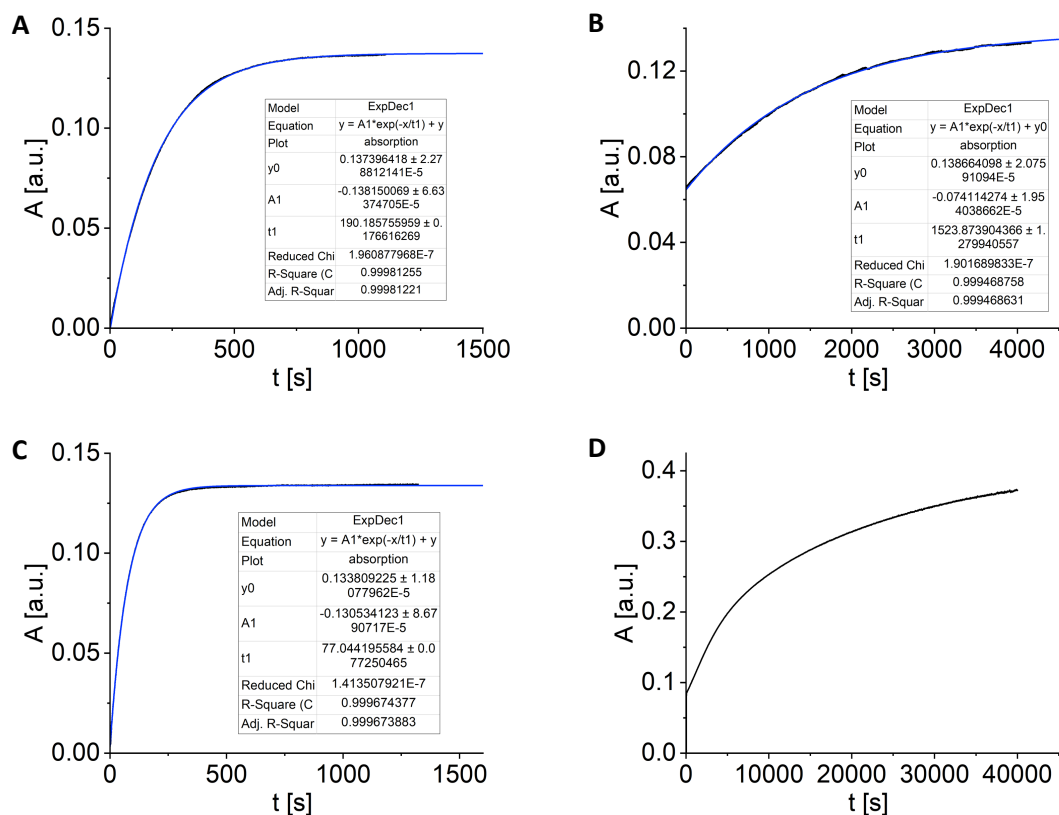 A
A [a.u.]
0.15
0.10
0.05
0.00
0 500 1000 1500
t [s]
Model ExpDec1
Equation y = A1*exp(-x/t1) + y
Plot absorption
y0 0.137396418 ± 2.27
8812141E-5
A1 -0.138150069 ± 6.63
374705E-5
t1 190.185755959 ± 0.
176616269
Reduced Chi 1.960877968E-7
R-Square (C 0.99981255
Adj. R-Squar 0.99981221
B
A [a.u.]
0.12
0.08
0.04
0.00
0 1000 2000 3000 4000
t [s]
Model ExpDec1
Equation y = A1*exp(-x/t1) + y0
Plot absorption
y0 0.138664098 ± 2.075
91094E-5
A1 -0.074114274 ± 1.95
4038662E-5
t1 1523.873904366 ± 1.
279940557
Reduced Chi 1.901689833E-7
R-Square (C 0.999468758
Adj. R-Squar 0.999468631
C
A [a.u.]
0.15
0.10
0.05
0.00
0 500 1000 1500
t [s]
Model ExpDec1
Equation y = A1*exp(-x/t1) + y
Plot absorption
y0 0.133809225 ± 1.18
077962E-5
A1 -0.130534123 ± 8.67
90717E-5
t1 77.044195584 ± 0.0
77250465
Reduced Chi 1.413507921E-7
R-Square (C 0.999674377
Adj. R-Squar 0.999673883
D
A [a.u.]
0.4
0.3
0.2
0.1
0.0
0 10000 20000 30000 40000
t [s]